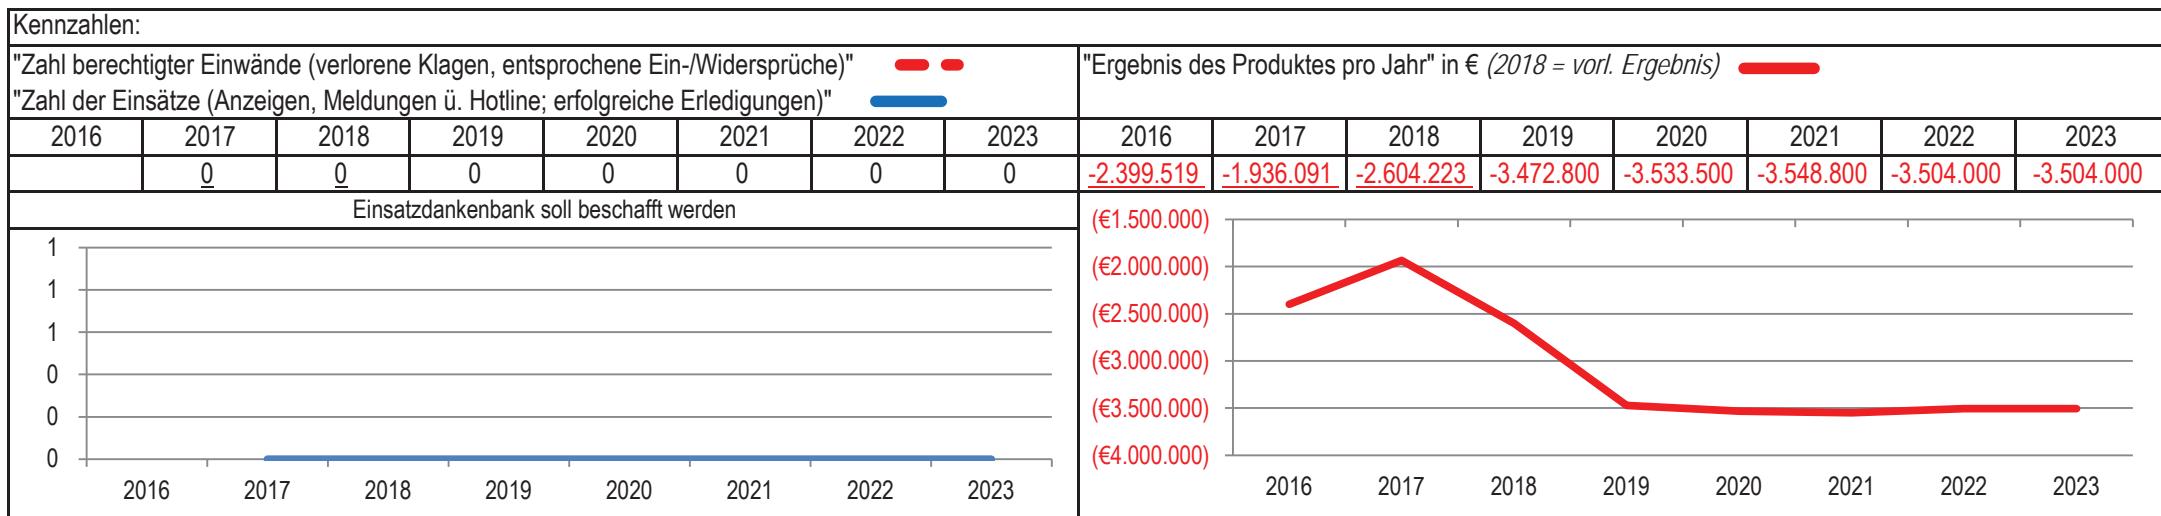 Kennzahlen:
"Zahl berechtigter Einwände (verlorene Klagen, entsprochene Ein-/Widersprüche)"
"Zahl der Einsätze (Anzeigen, Meldungen ü. Hotline; erfolgreiche Erledigungen)"
"Ergebnis des Produktes pro Jahr" in € (2018 = vorl. Ergebnis)
2016 2017 2018 2019 2020 2021 2022 2023
0 0 0 0 0 0 0
Einsatzdankenbank soll beschafft werden
1
1
1
0
0
0
2016 2017 2018 2019 2020 2021 2022 2023
2016 2017 2018 2019 2020 2021 2022 2023
-2.399.519 -1.936.091 -2.604.223 -3.472.800 -3.533.500 -3.548.800 -3.504.000 -3.504.000
(€1.500.000)
(€2.000.000)
(€2.500.000)
(€3.000.000)
(€3.500.000)
(€4.000.000)
2016 2017 2018 2019 2020 2021 2022 2023